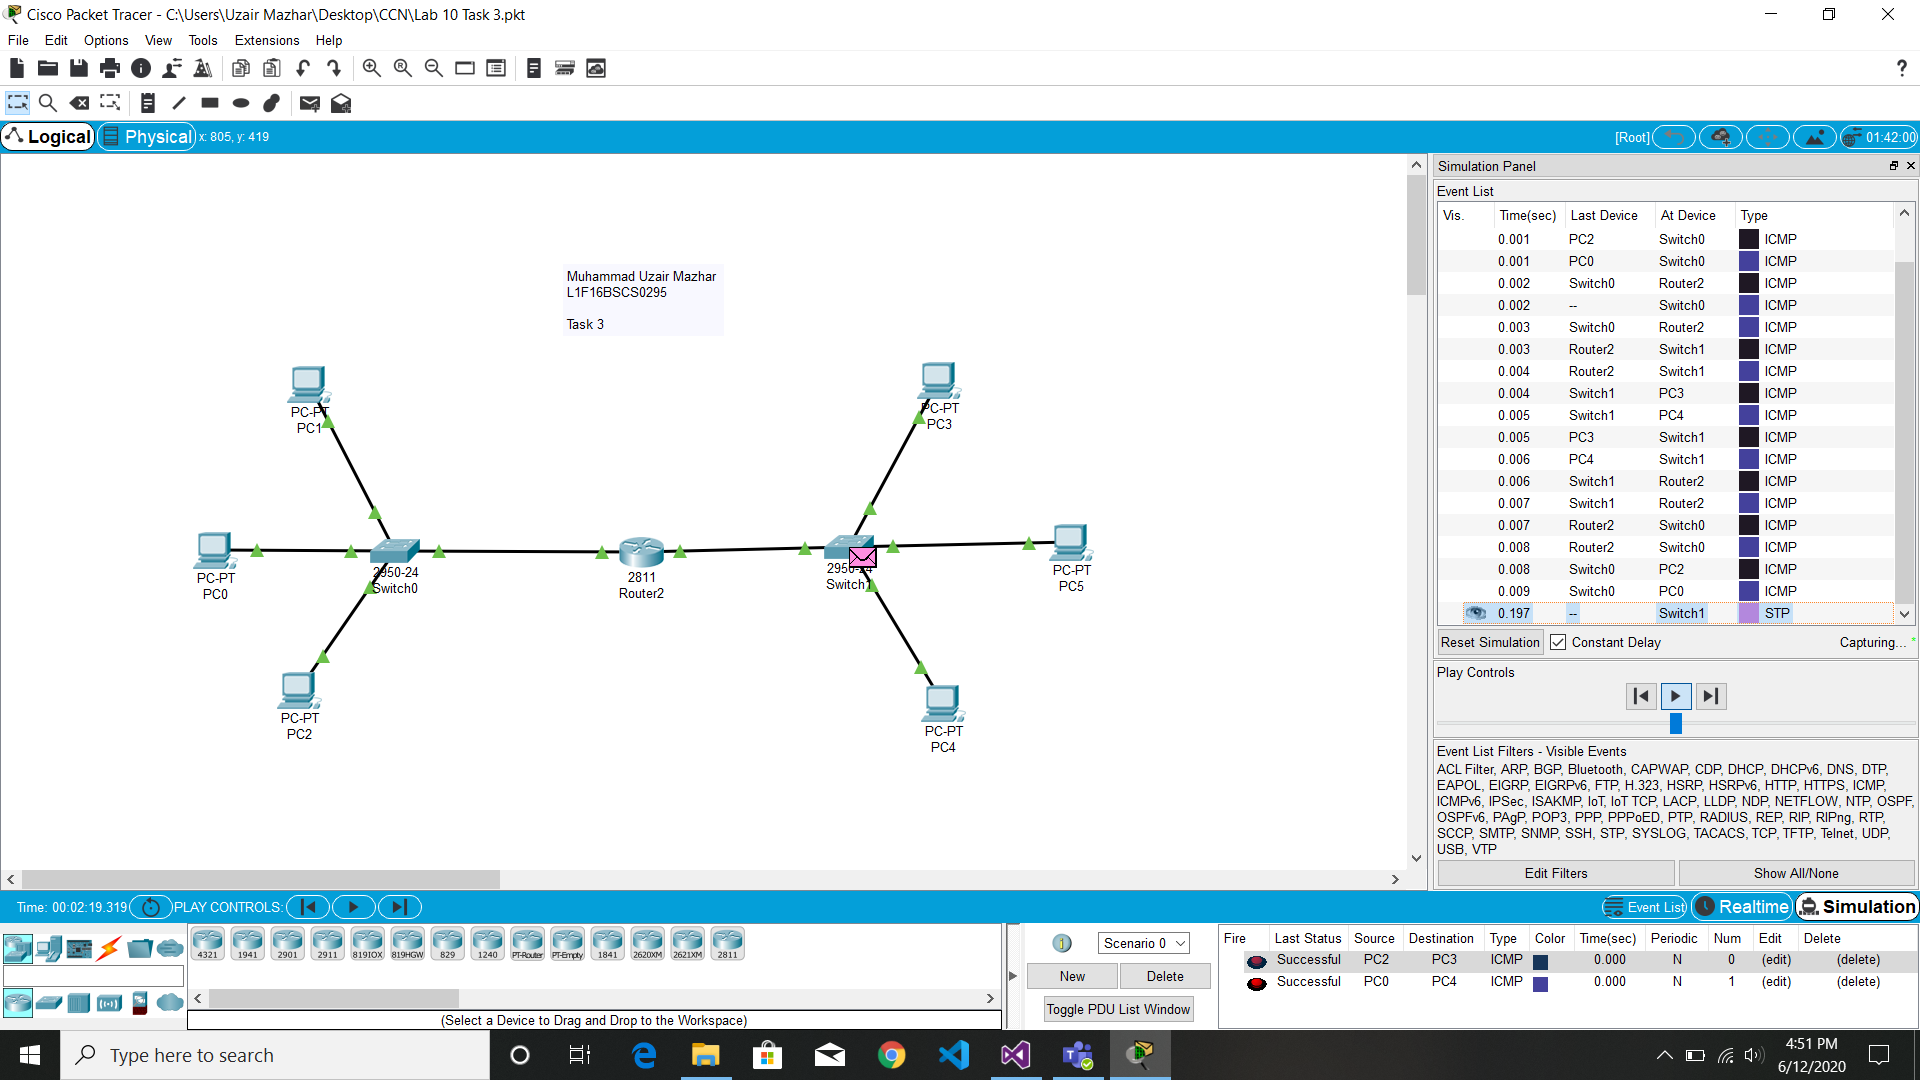 Cisco Packet Tracer - C:\Users\Uzair Mazhar\Desktop\CCN\Lab 10 Task 3.pkt
File Edit Options View Tools Extensions Help
Logical Physical x: 805, y: 419 [Root] 01:42:00
Muhammad Uzair Mazhar
L1F16BSCS0295
Task 3
PC-PT
PC1
PC-PT
PC3
PC-PT
PC0
2950-24
Switch0
2811
Router2
2950-24
Switch1
PC-PT
PC5
PC-PT
PC2
PC-PT
PC4
Simulation Panel
Event List
Vis. Time(sec) Last Device At Device Type
0.001 PC2 Switch0 ICMP
0.001 PC0 Switch0 ICMP
0.002 Switch0 Router2 ICMP
0.002 -- Switch0 ICMP
0.003 Switch0 Router2 ICMP
0.003 Router2 Switch1 ICMP
0.004 Router2 Switch1 ICMP
0.004 Switch1 PC3 ICMP
0.005 Switch1 PC4 ICMP
0.005 PC3 Switch1 ICMP
0.006 PC4 Switch1 ICMP
0.006 Switch1 Router2 ICMP
0.007 Switch1 Router2 ICMP
0.007 Router2 Switch0 ICMP
0.008 Router2 Switch0 ICMP
0.008 Switch0 PC2 ICMP
0.009 Switch0 PC0 ICMP
0.197 -- Switch1 STP
Reset Simulation Constant Delay Capturing... *
Play Controls
Event List Filters - Visible Events
ACL Filter, ARP, BGP, Bluetooth, CAPWAP, CDP, DHCP, DHCPv6, DNS, DTP,
EAPOL, EIGRP, EIGRPv6, FTP, H.323, HSRP, HSRPv6, HTTP, HTTPS, ICMP,
ICMPv6, IPSec, ISAKMP, IoT, IoT TCP, LACP, LLDP, NDP, NETFLOW, NTP, OSPF,
OSPFv6, PAgP, POP3, PPP, PPPoED, PTP, RADIUS, REP, RIP, RIPng, RTP,
SCCP, SMTP, SNMP, SSH, STP, SYSLOG, TACACS, TCP, TFTP, Telnet, UDP,
USB, VTP
Edit Filters Show All/None
Time: 00:02:19.319 PLAY CONTROLS: Event List Realtime Simulation
4321 1941 2901 2911 819IOX 819HGW 829 1240 PT-Router PT-Empty 1841 2620XM 2621XM 2811
(Select a Device to Drag and Drop to the Workspace)
Scenario 0
New Delete
Toggle PDU List Window
Fire Last Status Source Destination Type Color Time(sec) Periodic Num Edit Delete
Successful PC2 PC3 ICMP 0.000 N 0 (edit) (delete)
Successful PC0 PC4 ICMP 0.000 N 1 (edit) (delete)
Type here to search
4:51 PM
6/12/2020